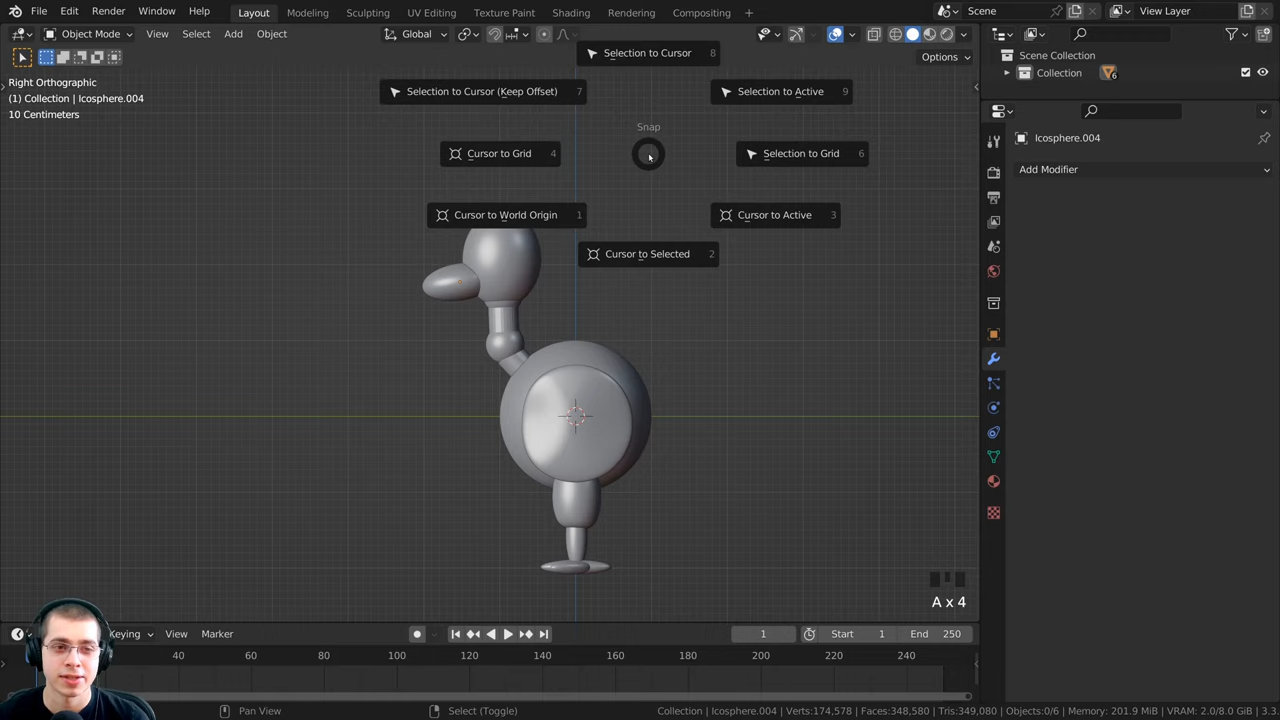 File Edit Render Window Help Layout Modeling Sculpting UV Editing Texture Paint Shading Rendering Compositing + Scene View Layer
Object Mode View Select Add Object Global
Options
Right Orthographic
(1) Collection | Icosphere.004
10 Centimeters
Selection to Cursor 8
Selection to Cursor (Keep Offset) 7
Selection to Active 9
Snap
Cursor to Grid 4
Selection to Grid 6
Cursor to World Origin 1
Cursor to Active 3
Cursor to Selected 2
A x 4
Scene Collection
Collection 6
Icosphere.004
Add Modifier
Keying View Marker 1 Start 1 End 250
40 60 80 100 120 140 160 180 200 220 240
Pan View Select (Toggle) Collection | Icosphere.004 Verts:174,578 Faces:348,580 Tris:349,080 Objects:0/6 Memory: 201.9 MiB VRAM: 2.0/8.0 GiB 3.3